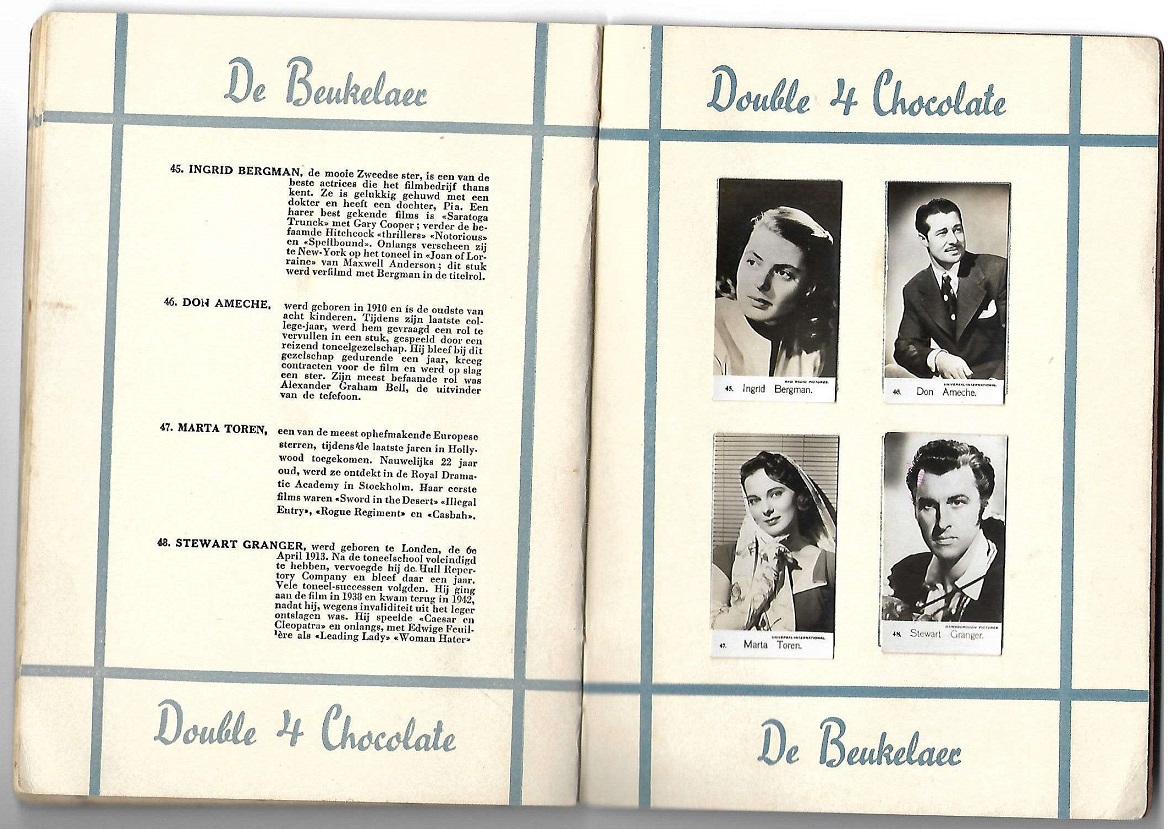 De Beukelaer
45. INGRID BERGMAN, de mooie Zweedse ster, is een van de
beste actrices die het filmbedrijf thans
kent. Ze is gelukkig gehuwd met een
dokter en heeft een dochter, Pia. Een
harer best gekende films is «Saratoga
Trunck» met Gary Cooper ; verder de be-
faamde Hitchcock «thrillers» «Notorious»
en «Spellbound». Onlangs verscheen zij
te New-York op het toneel in «Joan of Lor-
raine» van Maxwell Anderson ; dit stuk
werd verfilmd met Bergman in de titelrol.
46. DON AMECHE, werd geboren in 1910 en is de oudste van
acht kinderen. Tijdens zijn laatste col-
lege-jaar, werd hem gevraagd een rol te
vervullen in een stuk, gespeeld door een
reizend toneelgezelschap. Hij bleef bij dit
gezelschap gedurende een jaar, kreeg
contracten voor de film en werd op slag
een ster. Zijn meest befaamde rol was
Alexander Graham Bell, de uitvinder
van de telefoon.
47. MARTA TOREN, een van de meest ophefmakende Europese
sterren, tijdens de laatste jaren in Holly-
wood toegekomen. Nauwelijks 22 jaar
oud, werd ze ontdekt in de Royal Drama-
tic Academy in Stockholm. Haar eerste
films waren «Sword in the Desert» «Illegal
Entry», «Rogue Regiment» en «Casbah».
48. STEWART GRANGER, werd geboren te Londen, de 6e
April 1913. Na de toneelschool voleindigd
te hebben, vervoegde hij de Hull Reper-
tory Company en bleef daar een jaar.
Vele toneel-successen volgden. Hij ging
aan de film in 1938 en kwam terug in 1942,
nadat hij, wegens invaliditeit uit het leger
ontslagen was. Hij speelde «Caesar en
Cleopatra» en onlangs, met Edwige Feuil-
lère als «Leading Lady» «Woman Hater»
Double 4 Chocolate
Double 4 Chocolate
RKO RADIO PICTURES.
45. Ingrid Bergman.
UNIVERSAL-INTERNATIONAL.
46. Don Ameche.
UNIVERSAL-INTERNATIONAL.
47. Marta Toren.
GAINSBOROUGH PICTURES
48. Stewart Granger.
De Beukelaer